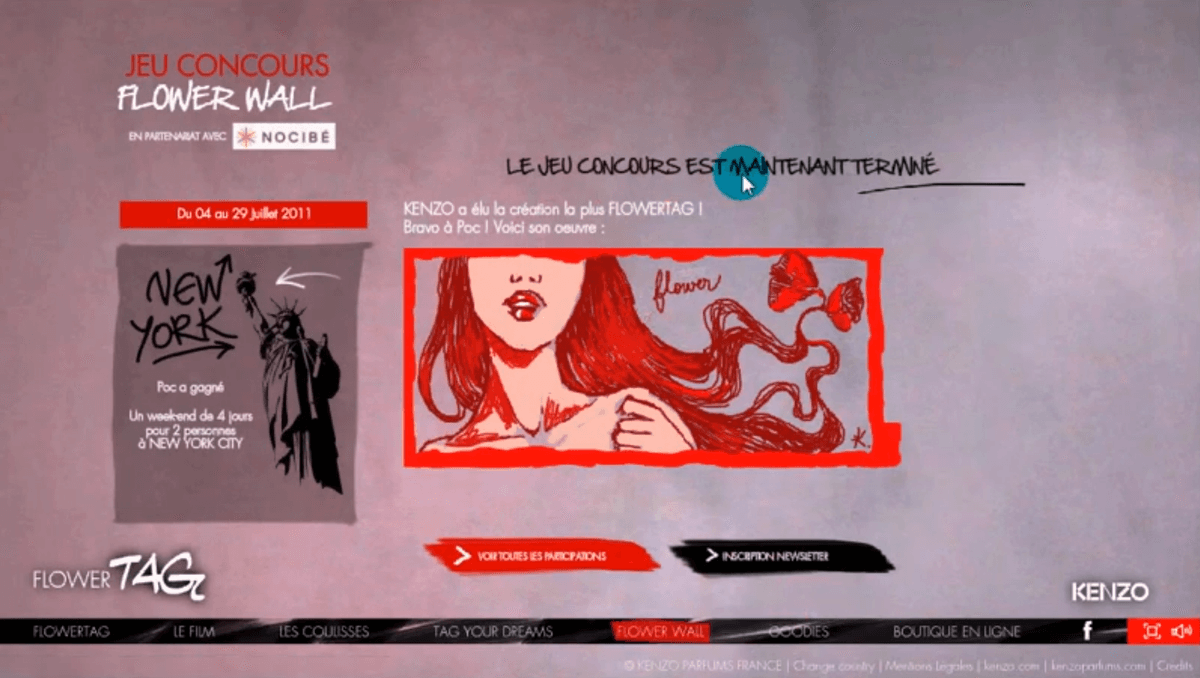 JEU CONCOURS
FLOWER WALL
EN PARTENARIAT AVEC NOCIBÉ
LE JEU CONCOURS EST MAINTENANT TERMINÉ
Du 04 au 29 Juillet 2011
KENZO a élu la création la plus FLOWERTAG !
Bravo à Poc ! Voici son oeuvre :
NEW
YORK
Poc a gagné
Un week-end de 4 jours
pour 2 personnes
à NEW YORK CITY
flower
K.
VOIR TOUTES LES PARTICIPATIONS
INSCRIPTION NEWSLETTER
FLOWER TAG
KENZO
FLOWERTAG LE FILM LES COULISSES TAG YOUR DREAMS FLOWER WALL GOODIES BOUTIQUE EN LIGNE f
© KENZO PARFUMS FRANCE | Change country | Mentions Légales | kenzo.com | kenzoparfums.com | Crédits